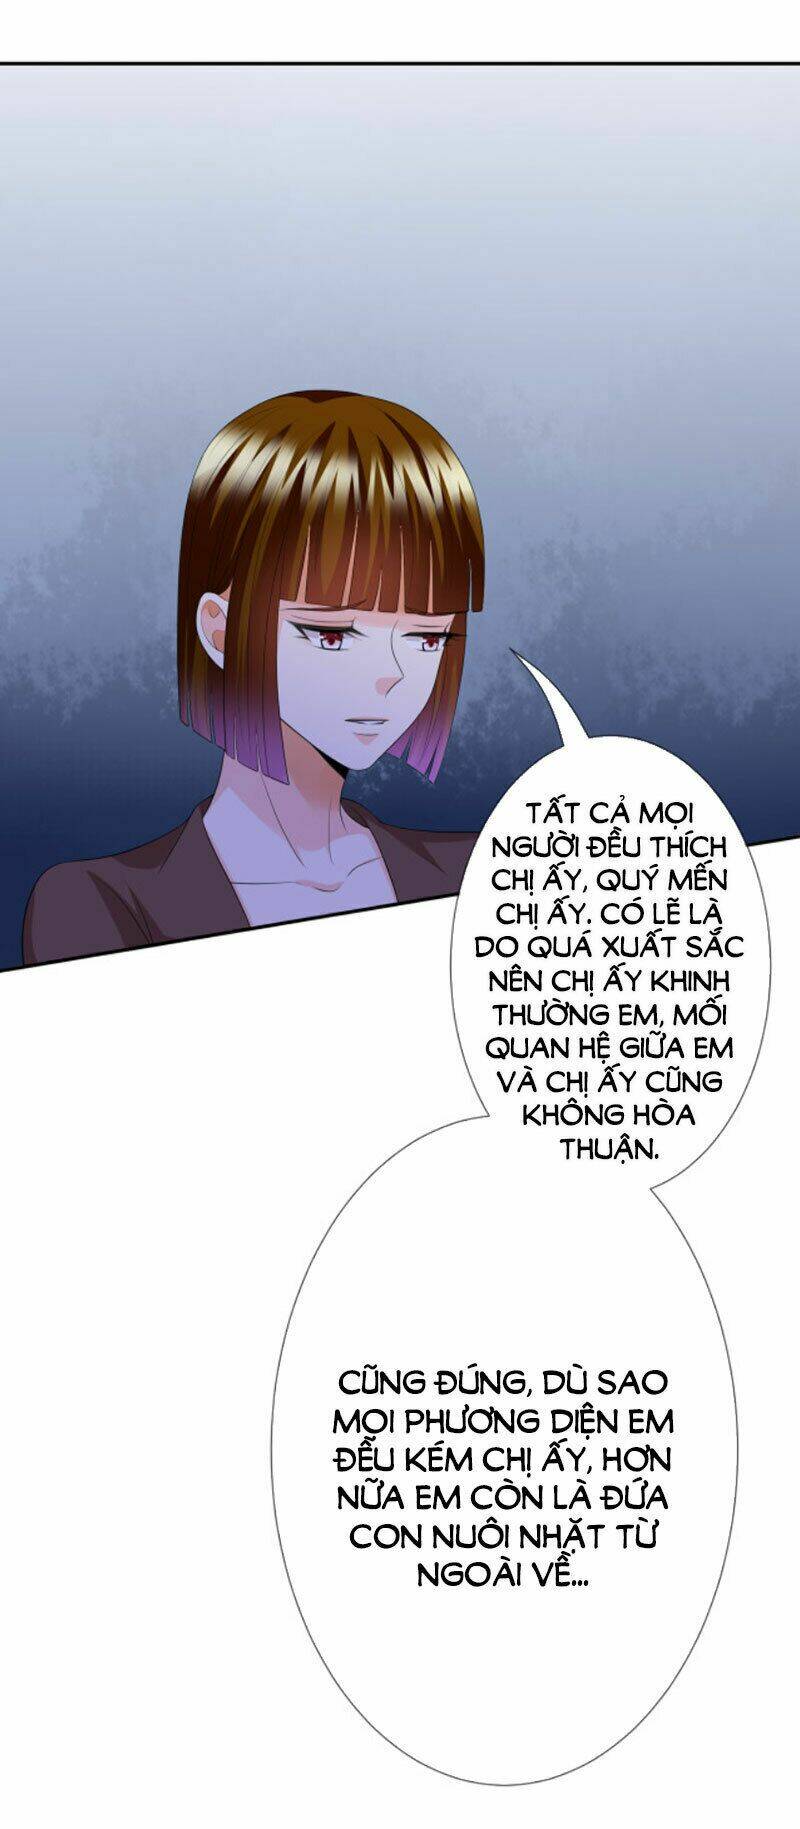 TẤT CẢ MỌI
NGƯỜI ĐỀU THÍCH
CHỊ ẤY, QUÝ MẾN
CHỊ ẤY. CÓ LẼ LÀ
DO QUÁ XUẤT SẮC
NÊN CHỊ ẤY KHINH
THƯỜNG EM, MỐI
QUAN HỆ GIỮA EM
VÀ CHỊ ẤY CŨNG
KHÔNG HÒA
THUẬN.
CŨNG ĐÚNG, DÙ SAO
MỌI PHƯƠNG DIỆN EM
ĐỀU KÉM CHỊ ẤY, HƠN
NỮA EM CÒN LÀ ĐỨA
CON NUÔI NHẶT TỪ
NGOÀI VỀ...